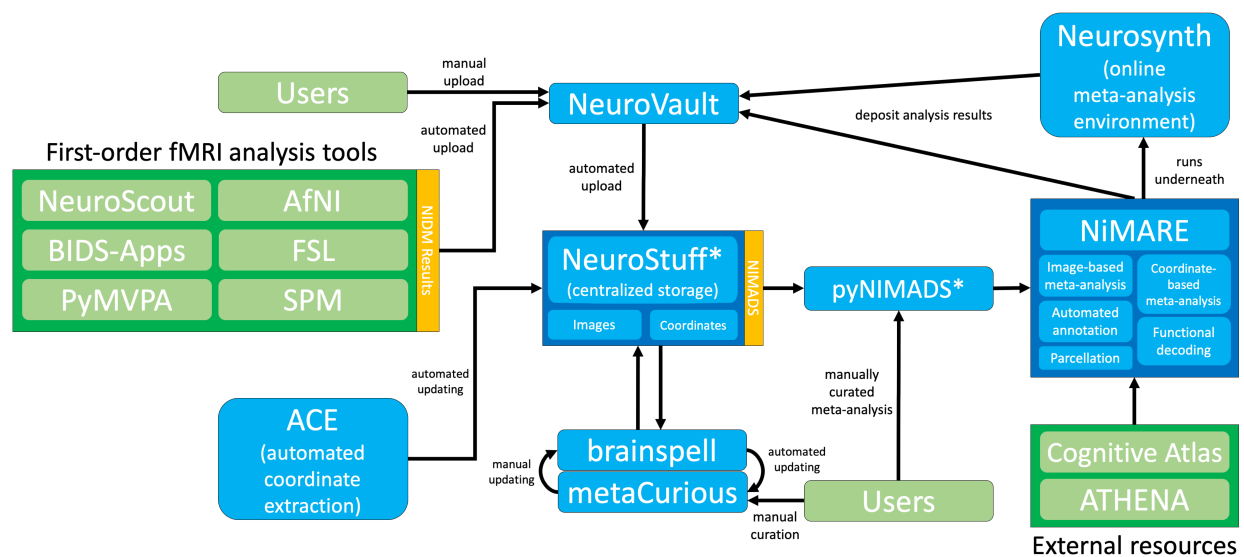 Neurosynth
(online
meta-analysis
environment)
manual
upload
Users
NeuroVault
deposit analysis results
automated
upload
First-order fMRI analysis tools
NeuroScout
AfNI
BIDS-Apps
FSL
PyMVPA
SPM
NIDM Results
automated
upload
runs
underneath
NeuroStuff*
(centralized storage)
Images
Coordinates
NIMADS
pyNIMADS*
NiMARE
Image-based
meta-analysis
Coordinate-
based
meta-analysis
Automated
annotation
Functional
decoding
Parcellation
automated
updating
manually
curated
meta-analysis
ACE
(automated
coordinate
extraction)
brainspell
metaCurious
manual
updating
automated
updating
manual
curation
Users
Cognitive Atlas
ATHENA
External resources